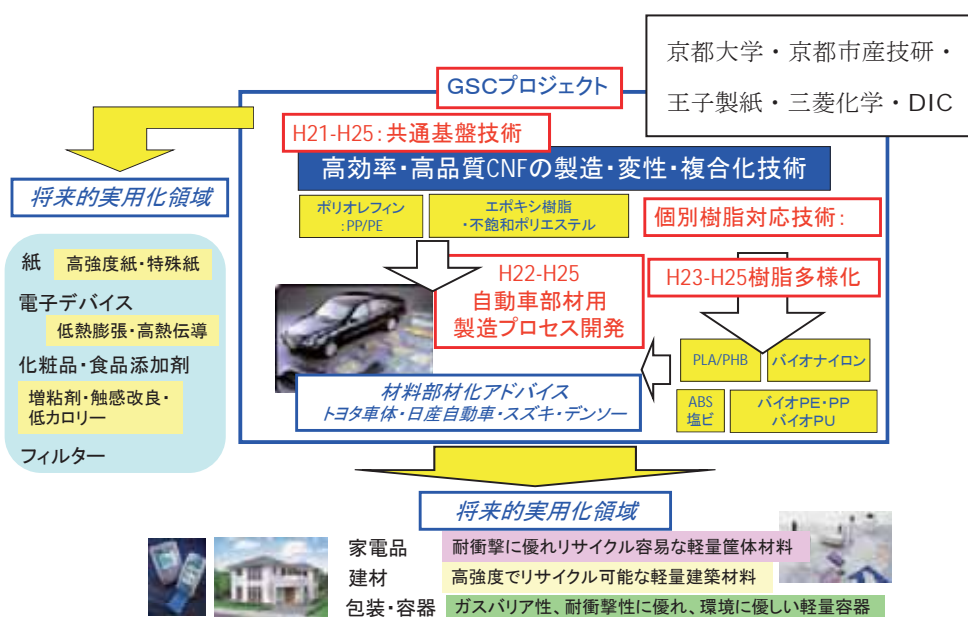 京都大学・京都市産技研・
王子製紙・三菱化学・DIC
GSCプロジェクト
H21-H25:共通基盤技術
高効率・高品質CNFの製造・変性・複合化技術
ポリオレフィン
:PP/PE
エポキシ樹脂
・不飽和ポリエステル
個別樹脂対応技術:
H22-H25
自動車部材用
製造プロセス開発
H23-H25樹脂多様化
PLA/PHB
バイオナイロン
ABS
塩ビ
バイオPE・PP
バイオPU
材料部材化アドバイス
トヨタ車体・日産自動車・スズキ・デンソー
将来的実用化領域
紙
高強度紙・特殊紙
電子デバイス
低熱膨張・高熱伝導
化粧品・食品添加剤
増粘剤・触感改良・
低カロリー
フィルター
将来的実用化領域
家電品
耐衝撃に優れリサイクル容易な軽量筐体材料
建材
高強度でリサイクル可能な軽量建築材料
包装・容器
ガスバリア性、耐衝撃性に優れ、環境に優しい軽量容器